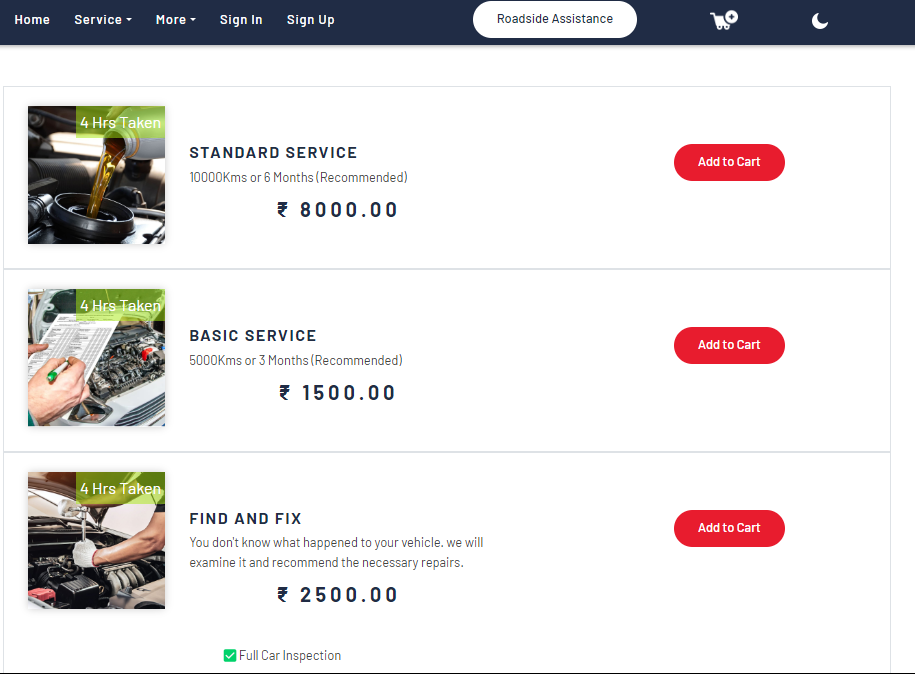 Home Service More Sign In Sign Up Roadside Assistance
4 Hrs Taken
STANDARD SERVICE
10000Kms or 6 Months (Recommended)
₹ 8000.00
Add to Cart
4 Hrs Taken
BASIC SERVICE
5000Kms or 3 Months (Recommended)
₹ 1500.00
Add to Cart
4 Hrs Taken
FIND AND FIX
You don't know what happened to your vehicle. we will
examine it and recommend the necessary repairs.
₹ 2500.00
Add to Cart
Full Car Inspection